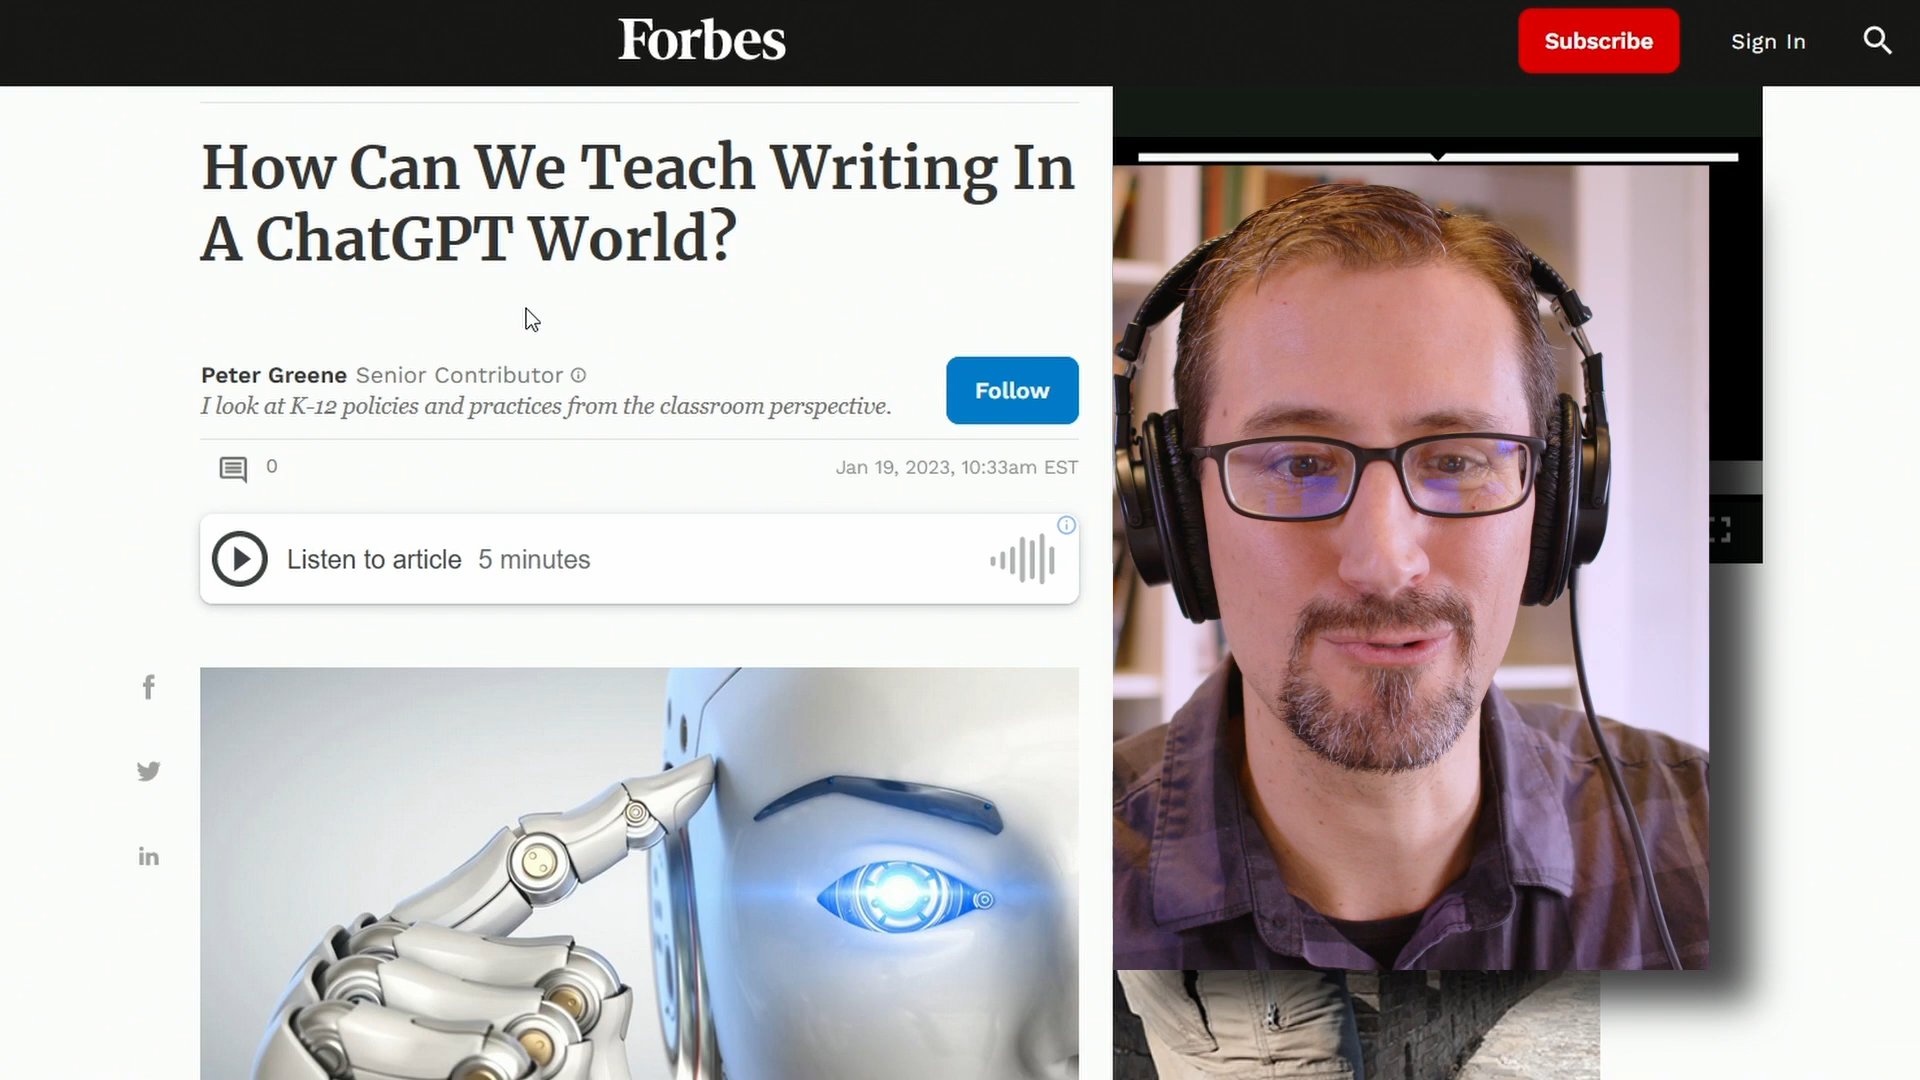 Forbes
Subscribe
Sign In
How Can We Teach Writing In
A ChatGPT World?
Peter Greene Senior Contributor
I look at K-12 policies and practices from the classroom perspective.
Follow
0
Jan 19, 2023, 10:33am EST
Listen to article 5 minutes